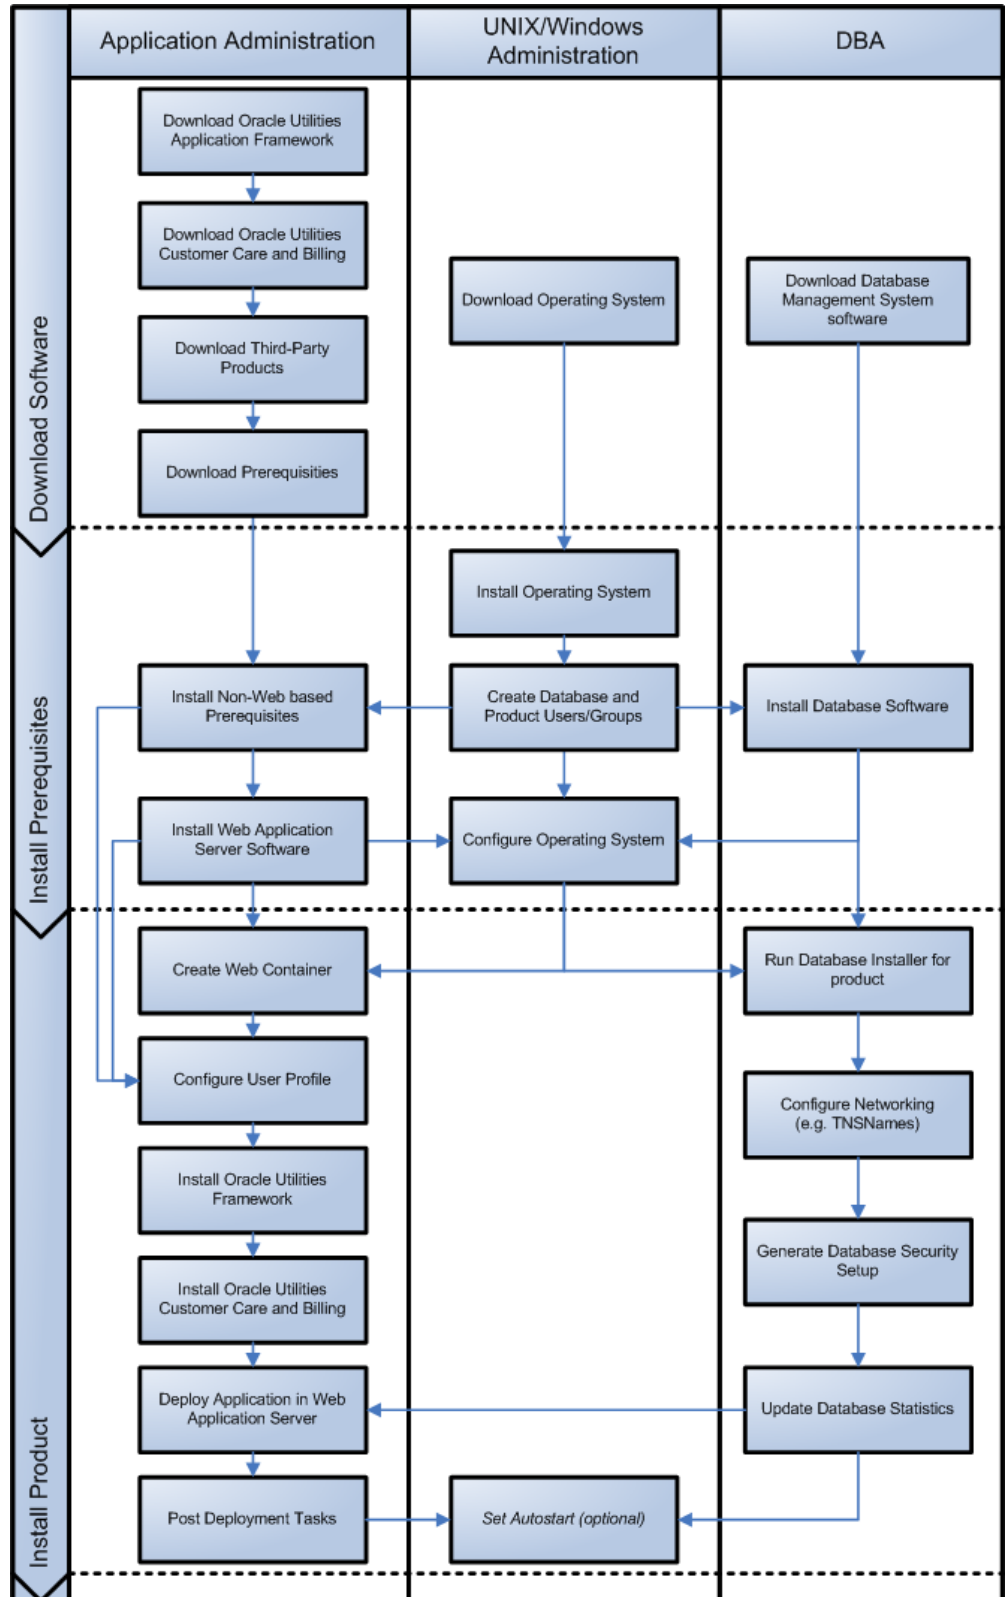 Application Administration
UNIX/Windows
Administration
DBA
Download Software
Download Oracle Utilities
Application Framework
Download Oracle Utilities
Customer Care and Billing
Download Third-Party
Products
Download Prerequisities
Download Operating System
Download Database
Management System
software
Install Prerequisites
Install Operating System
Install Non-Web based
Prerequisites
Create Database and
Product Users/Groups
Install Database Software
Install Web Application
Server Software
Configure Operating System
Install Product
Create Web Container
Run Database Installer for
product
Configure User Profile
Configure Networking
(e.g. TNSNames)
Install Oracle Utilities
Framework
Generate Database Security
Setup
Install Oracle Utilities
Customer Care and Billing
Deploy Application in Web
Application Server
Update Database Statistics
Post Deployment Tasks
Set Autostart (optional)